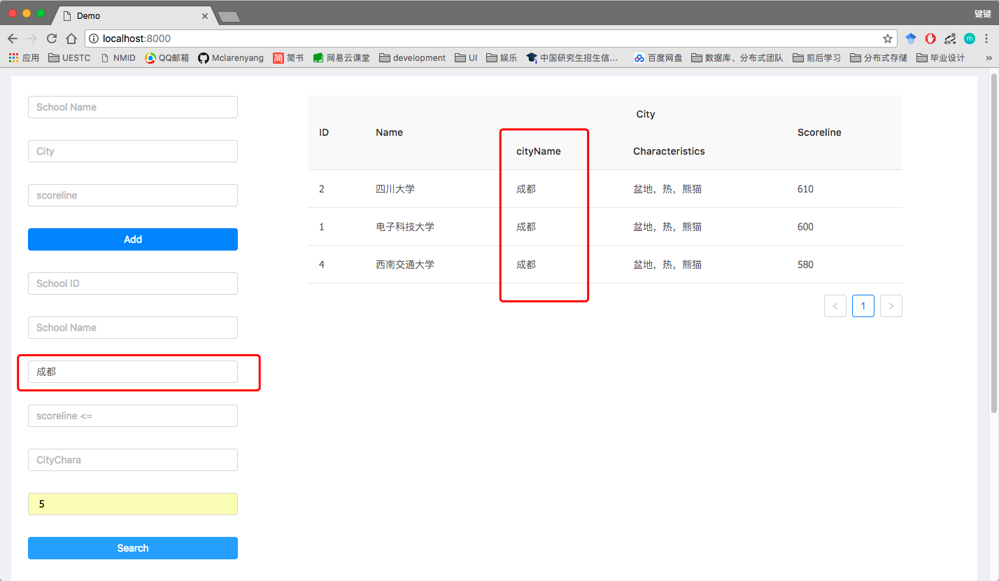 Demo
键键
localhost:8000
应用 UESTC NMID QQ邮箱 Mclarenyang 简书 网易云课堂 development UI 娱乐 中国研究生招生信... 百度网盘 数据库、分布式团队 前后学习 分布式存储 毕业设计 »
School Name
City
scoreline
Add
School ID
School Name
成都
scoreline <=
CityChara
5
Search
City
ID Name Scoreline
cityName Characteristics
2 四川大学 成都 盆地，热，熊猫 610
1 电子科技大学 成都 盆地，热，熊猫 600
4 西南交通大学 成都 盆地，热，熊猫 580
< 1 >